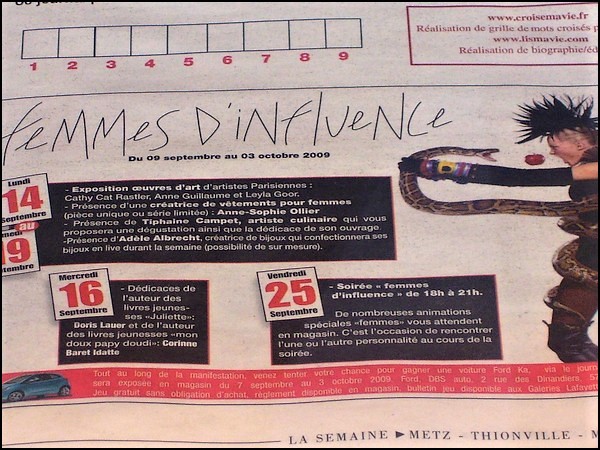 www.croisemavie.fr
Réalisation de grille de mots croisés
www.lismavie.com
Réalisation de biographie/éd
1 2 3 4 5 6 7 8 9
FEMMES D'INFLUENCE
Du 09 septembre au 03 octobre 2009
Lundi
14
Septembre
au
19
- Exposition œuvres d'art d'artistes Parisiennes :
Cathy Cat Rastler, Anne Guillaume et Leyla Goor.
- Présence d'une créatrice de vêtements pour femmes
(pièce unique ou série limitée) : Anne-Sophie Ollier
- Présence de Tiphaine Campet, artiste culinaire qui vous
proposera une dégustation ainsi que la dédicace de son ouvrage.
-Présence d'Adèle Albrecht, créatrice de bijoux qui confectionnera ses
bijoux en live durant la semaine (possibilité de sur mesure).
Mercredi
16
Septembre
- Dédicaces de
l'auteur des
livres jeunes-
ses «Juliette»:
Doris Lauer et de l'auteur
des livres jeunesses «mon
doux papy doudi»: Corinne
Baret Idatte
Vendredi
25
Septembre
- Soirée « femmes
d'influence » de 18h à 21h.
De nombreuses animations
spéciales «femmes» vous attendent
en magasin. C'est l'occasion de rencontrer
l'une ou l'autre personnalité au cours de la
soirée.
Tout au long de la manifestation, venez tenter votre chance pour gagner une voiture Ford Ka, via le journ
sera exposée en magasin du 7 septembre au 3 octobre 2009. Ford, DBS auto, 2 rue des Dinandiers, 57
Jeu gratuit sans obligation d'achat, règlement disponible en magasin, bulletin jeu disponible aux Galeries Lafayet
LA SEMAINE ►METZ - THIONVILLE - M